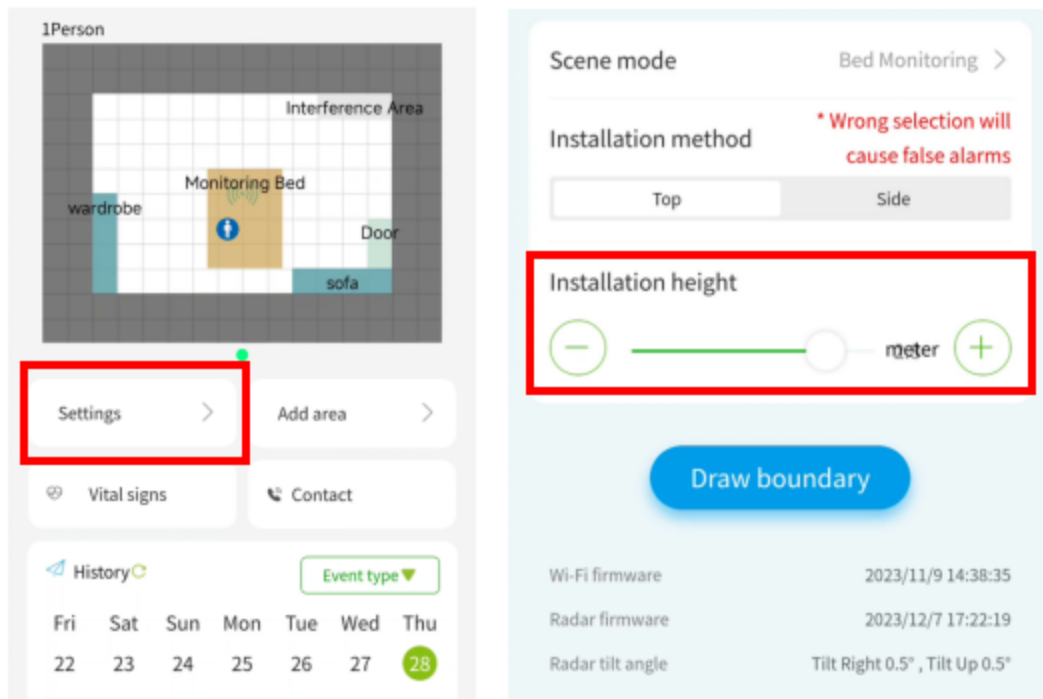 1Person
Interference Area
Monitoring Bed
wardrobe
Door
sofa
Settings
Add area
Vital signs
Contact
History
Event type
Fri Sat Sun Mon Tue Wed Thu
22 23 24 25 26 27 28
Scene mode
Bed Monitoring
Installation method
* Wrong selection will
cause false alarms
Top
Side
Installation height
meter
Draw boundary
Wi-Fi firmware
2023/11/9 14:38:35
Radar firmware
2023/12/7 17:22:19
Radar tilt angle
Tilt Right 0.5° , Tilt Up 0.5°